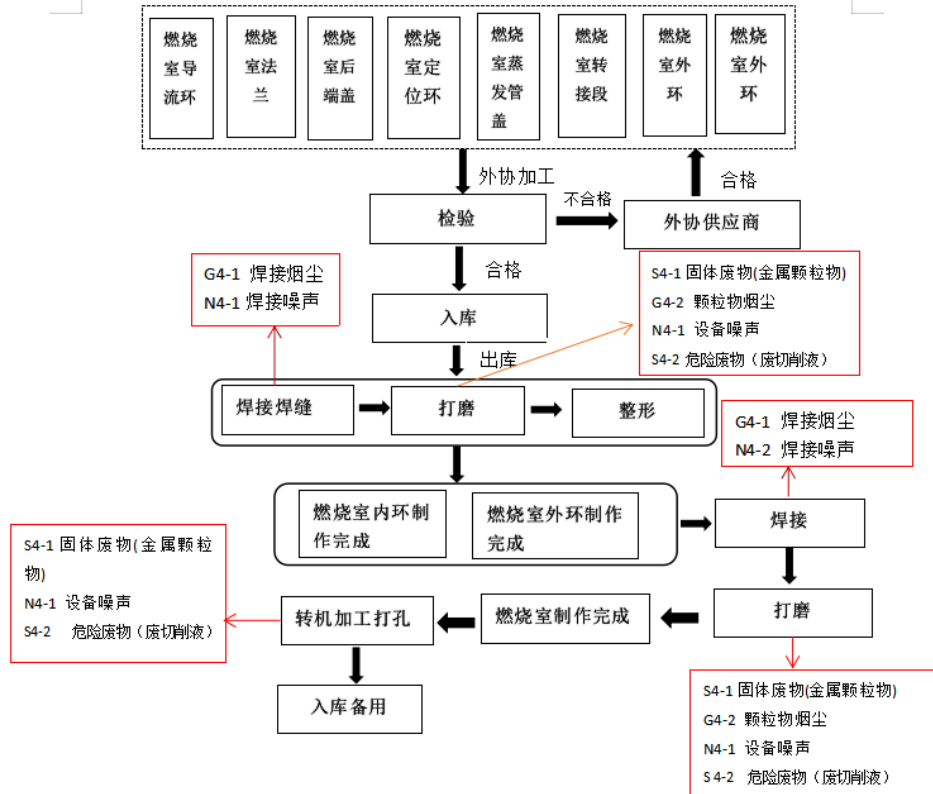 燃烧
室导
流环
燃烧
室法
兰
燃烧
室后
端盖
燃烧
室定
位环
燃烧
室蒸
发管
盖
燃烧
室转
接段
燃烧
室外
环
燃烧
室外
环
外协加工
合格
检验
不合格
外协供应商
合格
G4-1 焊接烟尘
N4-1 焊接噪声
S4-1 固体废物(金属颗粒物)
G4-2 颗粒物烟尘
N4-1 设备噪声
S4-2 危险废物（废切削液）
入库
出库
焊接焊缝
打磨
整形
G4-1 焊接烟尘
N4-2 焊接噪声
燃烧室内环制
作完成
燃烧室外环制作
完成
焊接
S4-1 固体废物(金属颗粒
物)
N4-1 设备噪声
S4-2 危险废物（废切削液）
转机加工打孔
燃烧室制作完成
打磨
入库备用
S4-1 固体废物(金属颗粒物)
G4-2 颗粒物烟尘
N4-1 设备噪声
S 4-2 危险废物（废切削液）